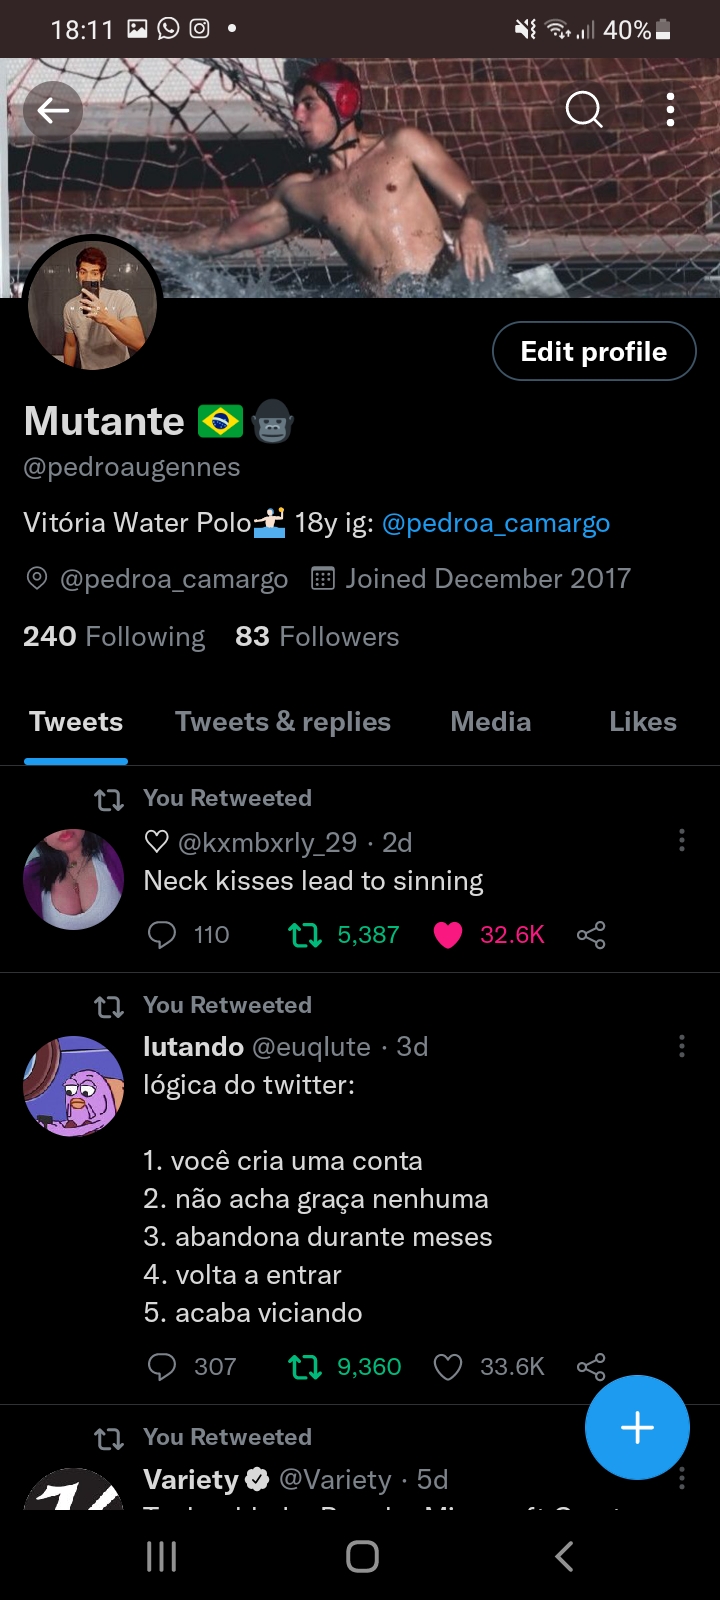 18:11
40%
Edit profile
Mutante 🇧🇷🦍
@pedroaugennes
Vitória Water Polo🤽🏻‍♂️ 18y ig: @pedroa_camargo
@pedroa_camargo Joined December 2017
240 Following 83 Followers
Tweets Tweets & replies Media Likes
You Retweeted
♡ @kxmbxrly_29 · 2d
Neck kisses lead to sinning
110 5,387 32.6K
You Retweeted
lutando @euqlute · 3d
lógica do twitter:
1. você cria uma conta
2. não acha graça nenhuma
3. abandona durante meses
4. volta a entrar
5. acaba viciando
307 9,360 33.6K
You Retweeted
Variety @Variety · 5d